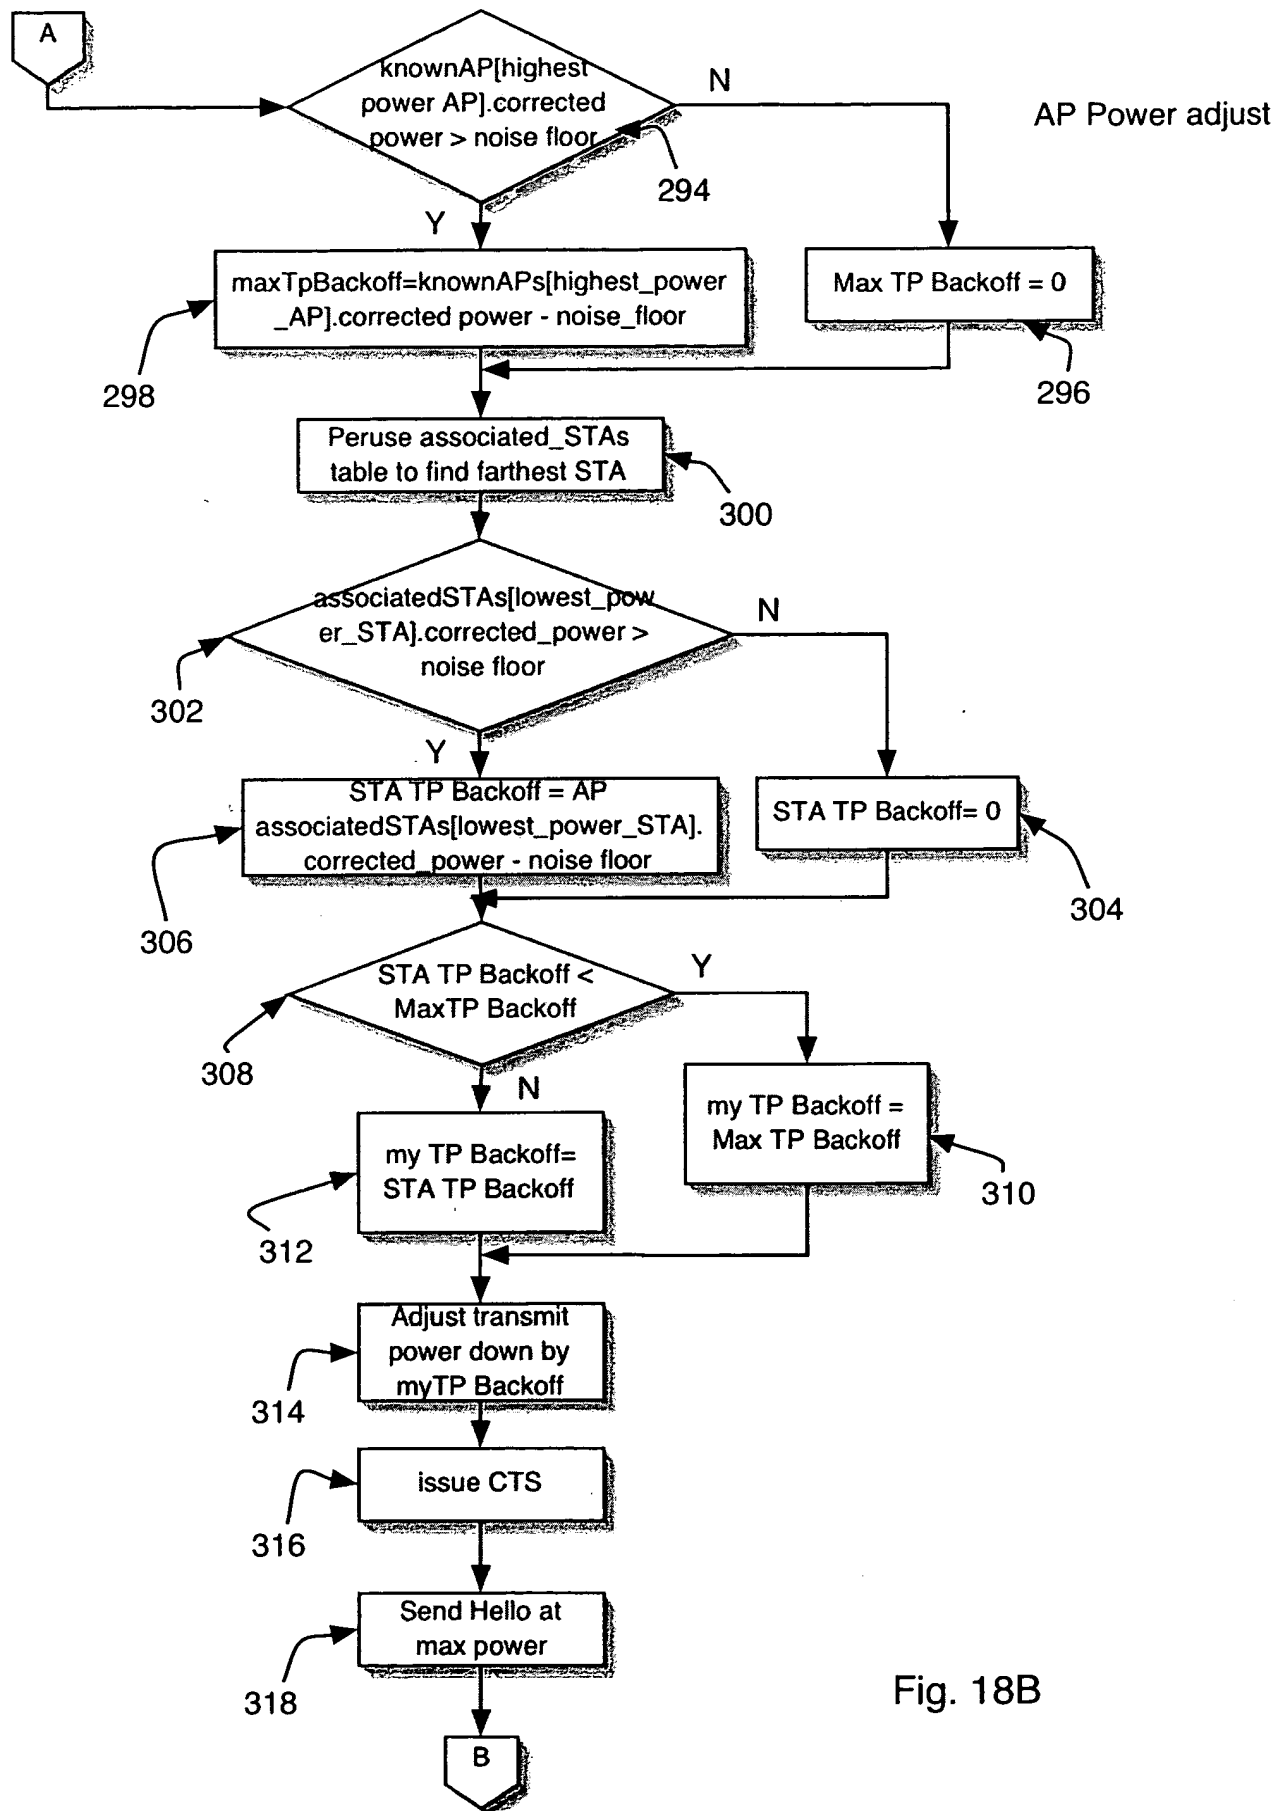 A
knownAP[highest
power AP].corrected
power > noise floor
N
AP Power adjust
294
Y
maxTpBackoff=knownAPs[highest_power
_AP].corrected power - noise_floor
Max TP Backoff = 0
298
296
Peruse associated_STAs
table to find farthest STA
300
associatedSTAs[lowest_pow
er_STA].corrected_power >
noise floor
N
302
Y
STA TP Backoff = AP
associatedSTAs[lowest_power_STA].
corrected_power - noise floor
STA TP Backoff= 0
304
306
STA TP Backoff <
MaxTP Backoff
Y
308
N
my TP Backoff =
Max TP Backoff
my TP Backoff=
STA TP Backoff
310
312
Adjust transmit
power down by
myTP Backoff
314
issue CTS
316
Send Hello at
max power
318
Fig. 18B
B